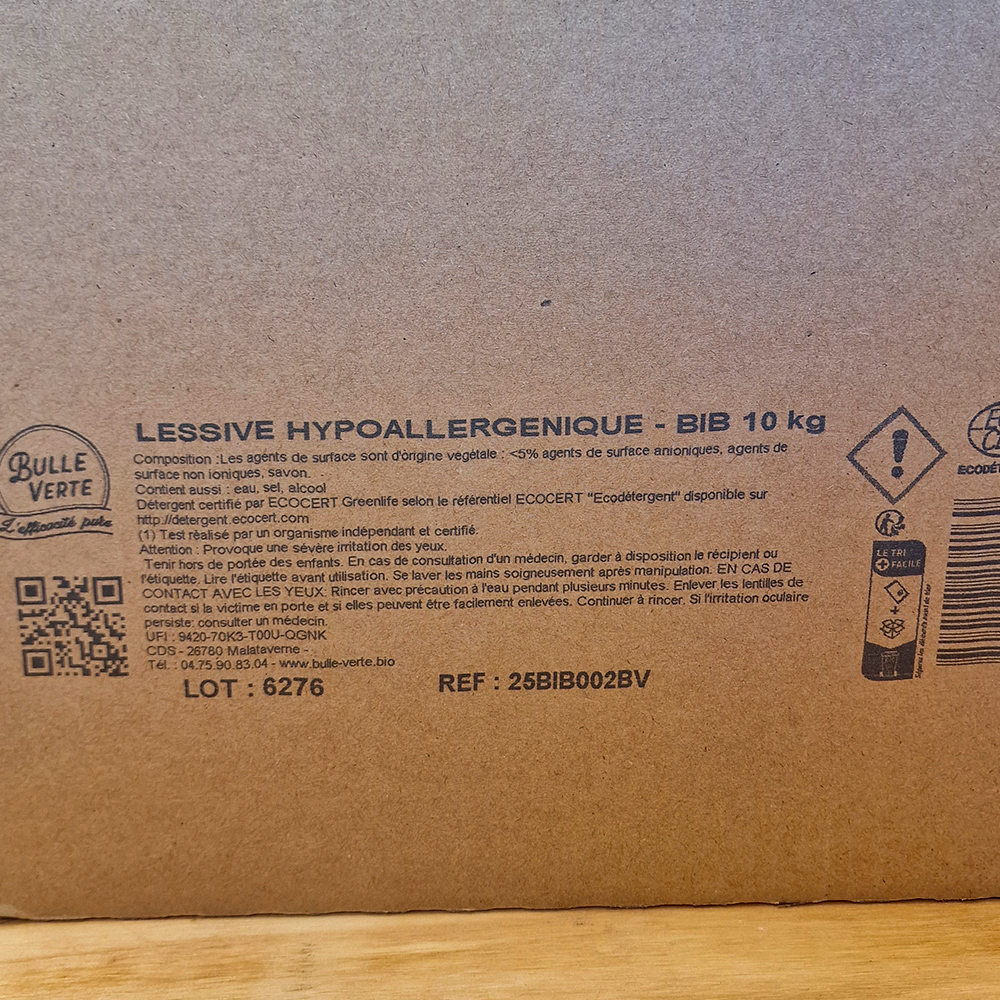 BULLE
VERTE
L'efficacité pure
LESSIVE HYPOALLERGENIQUE - BIB 10 kg
Composition :Les agents de surface sont d'origine végétale : <5% agents de surface anioniques, agents de
surface non ioniques, savon
Contient aussi : eau, sel, alcool
Détergent certifié par ECOCERT Greenlife selon le référentiel ECOCERT "Ecodétergent" disponible sur
http://detergent.ecocert.com
(1) Test réalisé par un organisme indépendant et certifié.
Attention : Provoque une sévère irritation des yeux.
Tenir hors de portée des enfants. En cas de consultation d'un médecin, garder à disposition le récipient ou
l'étiquette. Lire l'étiquette avant utilisation. Se laver les mains soigneusement après manipulation. EN CAS DE
CONTACT AVEC LES YEUX: Rincer avec précaution à l'eau pendant plusieurs minutes. Enlever les lentilles de
contact si la victime en porte et si elles peuvent être facilement enlevées. Continuer à rincer. Si l'irritation oculaire
persiste: consulter un médecin.
UFI : 9420-70K3-T00U-QGNK
CDS - 26780 Malataverne -
Tél. : 04.75.90.83.04 - www.bulle-verte.bio
LOT : 6276
REF : 25BIB002BV
LE TRI
+ FACILE
ECODÉT